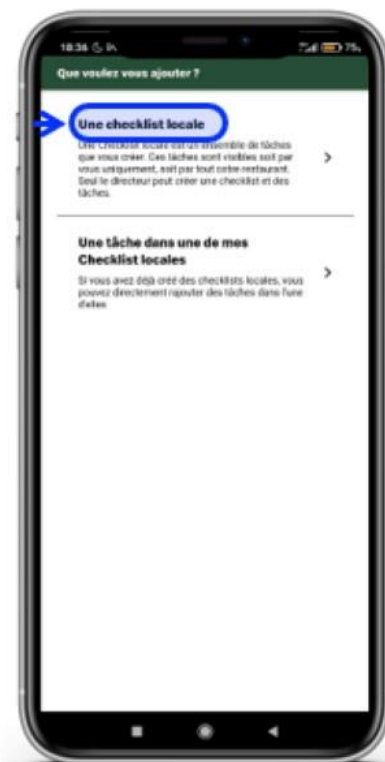 18:36
75%
Que voulez vous ajouter ?
Une checklist locale
Une Checklist locale est un ensemble de tâches
que vous créer. Ces tâches sont visibles soit par
vous uniquement, soit par tout votre restaurant.
Seul le directeur peut créer une checklist et des
tâches.
Une tâche dans une de mes
Checklist locales
Si vous avez déjà créé des checklists locales, vous
pouvez directement rajouter des tâches dans l'une
d'elles